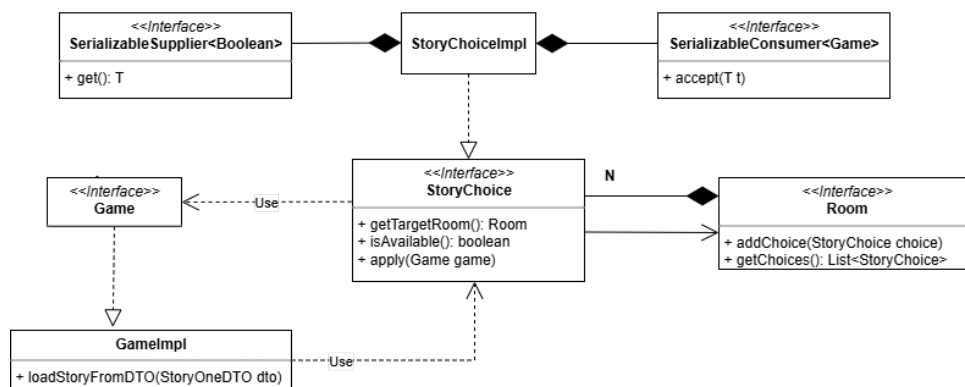 <<Interface>>
SerializableSupplier<Boolean>
+ get(): T
StoryChoiceImpl
<<Interface>>
SerializableConsumer<Game>
+ accept(T t)
<<Interface>>
StoryChoice
+ getTargetRoom(): Room
+ isAvailable(): boolean
+ apply(Game game)
N
<<Interface>>
Room
+ addChoice(StoryChoice choice)
+ getChoices(): List<StoryChoice>
<<Interface>>
Game
Use
GameImpl
+ loadStoryFromDTO(StoryOneDTO dto)
Use